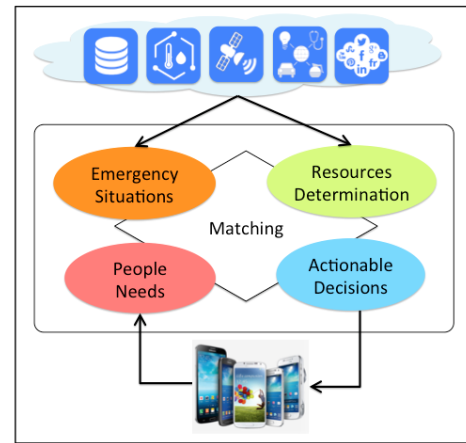 Emergency
Situations
Resources
Determination
Matching
People
Needs
Actionable
Decisions